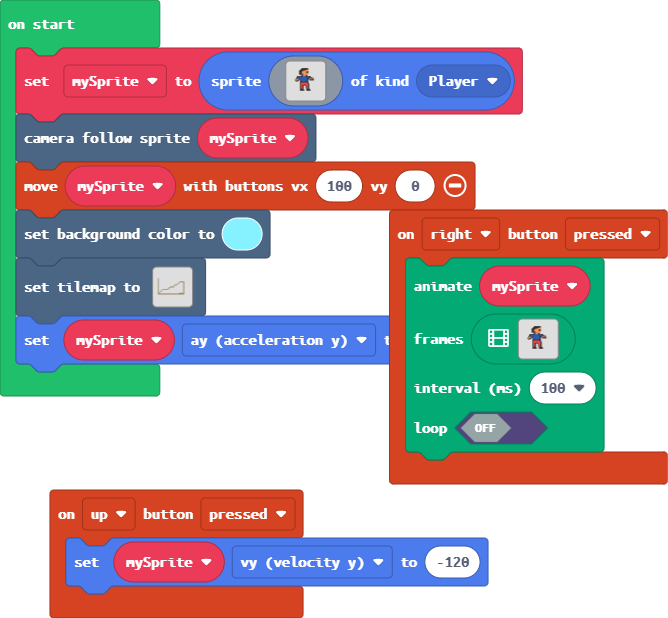 on start
set mySprite to sprite of kind Player
camera follow sprite mySprite
move mySprite with buttons vx 100 vy 0
set background color to
set tilemap to
set mySprite ay (acceleration y)
on right button pressed
animate mySprite
frames
interval (ms) 100
loop OFF
on up button pressed
set mySprite vy (velocity y) to -120